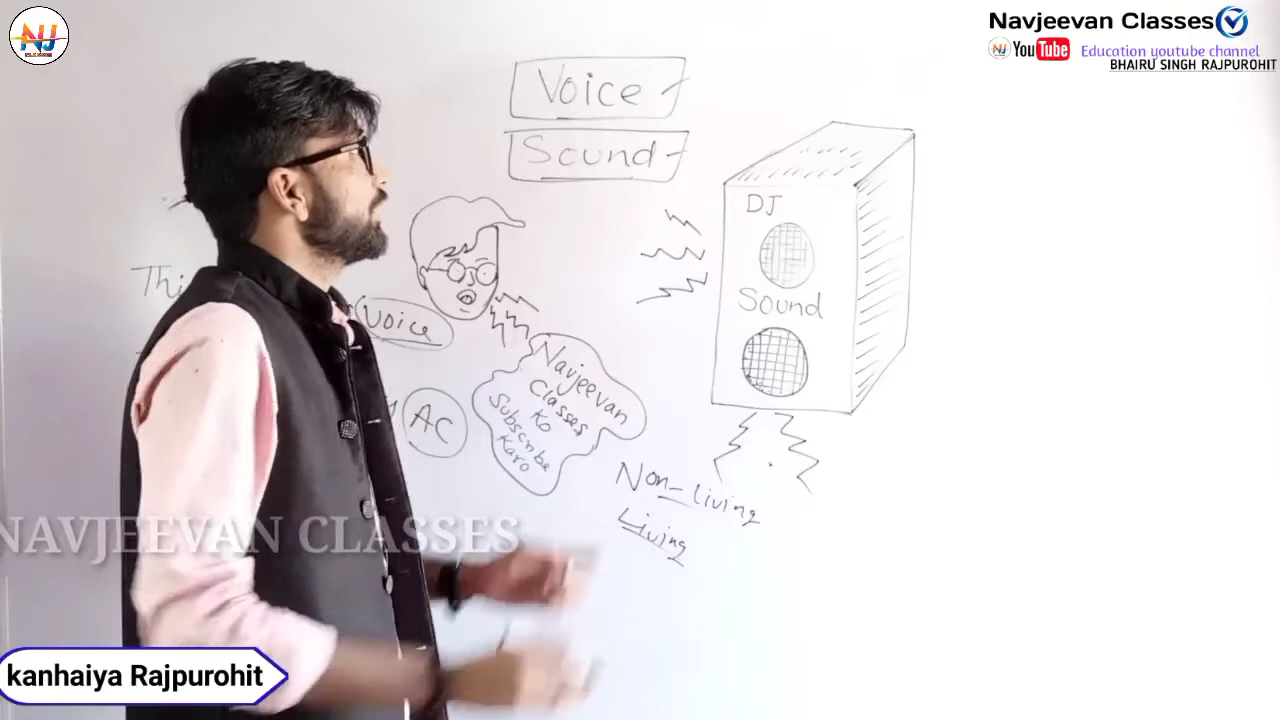 NJ
Navjeevan Classes
YouTube Education youtube channel
BHAIRU SINGH RAJPUROHIT
Voice
Sound
DJ
Sound
Voice
AC
Navjeevan
Classes
Ko
Subscribe
Karo
Non-Living
Living
NAVJEEVAN CLASSES
kanhaiya Rajpurohit